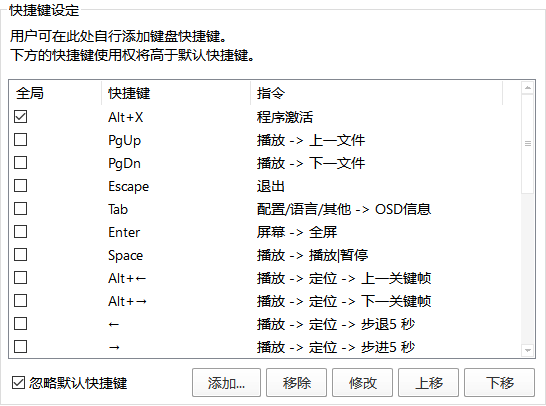 快捷键设定
用户可在此处自行添加键盘快捷键。
下方的快捷键使用权将高于默认快捷键。
全局 快捷键 指令
Alt+X 程序激活
PgUp 播放 -> 上一文件
PgDn 播放 -> 下一文件
Escape 退出
Tab 配置/语言/其他 -> OSD信息
Enter 屏幕 -> 全屏
Space 播放 -> 播放|暂停
Alt+← 播放 -> 定位 -> 上一关键帧
Alt+→ 播放 -> 定位 -> 下一关键帧
← 播放 -> 定位 -> 步退5 秒
→ 播放 -> 定位 -> 步进5 秒
忽略默认快捷键 添加... 移除 修改 上移 下移